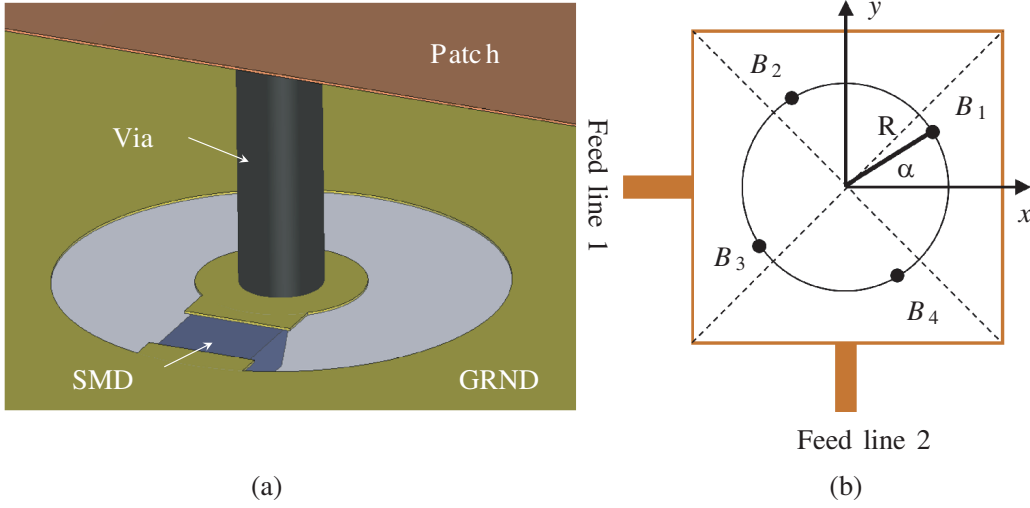 Patch
Via
SMD
GRND
(a)
y
B2
B1
R
α
x
B3
B4
Feed line 1
Feed line 2
(b)